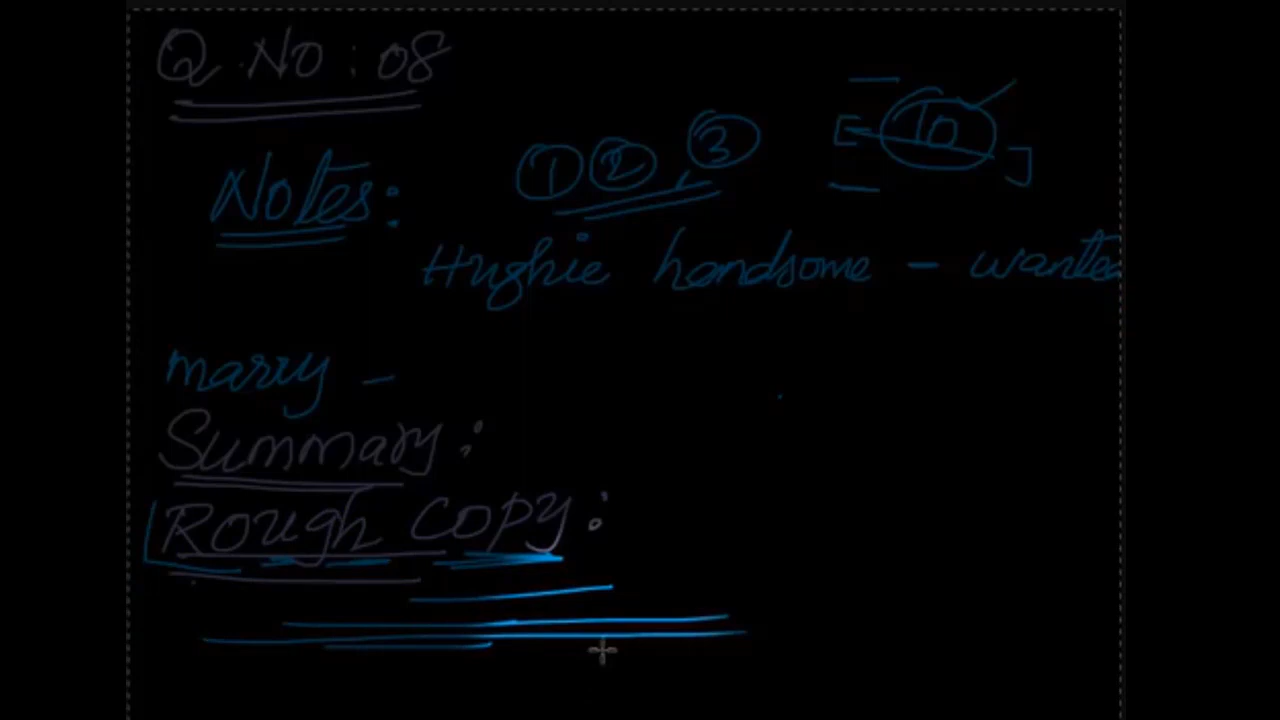 Q.No : 08
Notes: ① ②, ③ [10]
Hughie handsome - wanted
marry -
Summary:
Rough Copy: